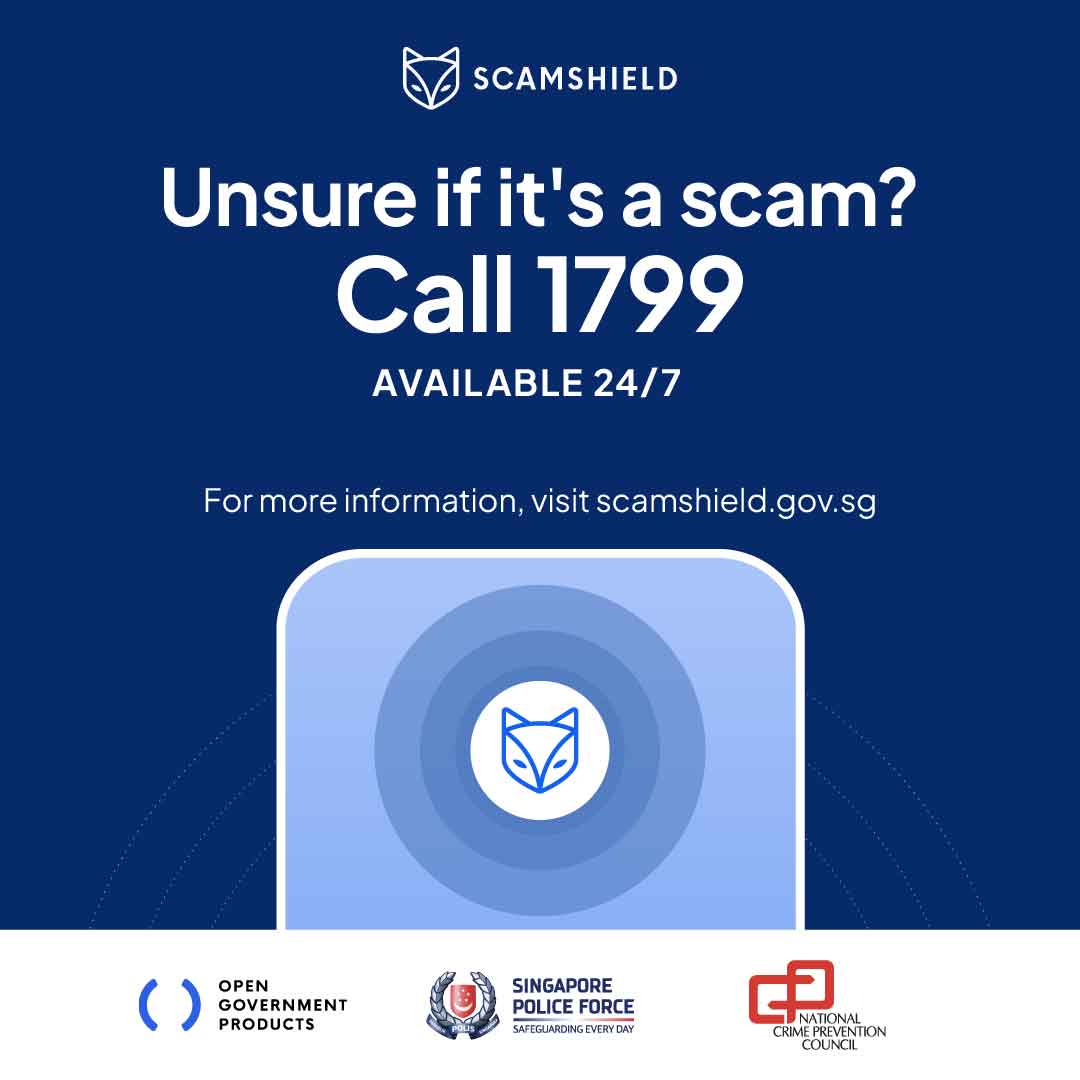 SCAMSHIELD
Unsure if it's a scam?
Call 1799
AVAILABLE 24/7
For more information, visit scamshield.gov.sg
OPEN
GOVERNMENT
PRODUCTS
POLIS
SINGAPORE
POLICE FORCE
SAFEGUARDING EVERY DAY
NATIONAL
CRIME PREVENTION
COUNCIL